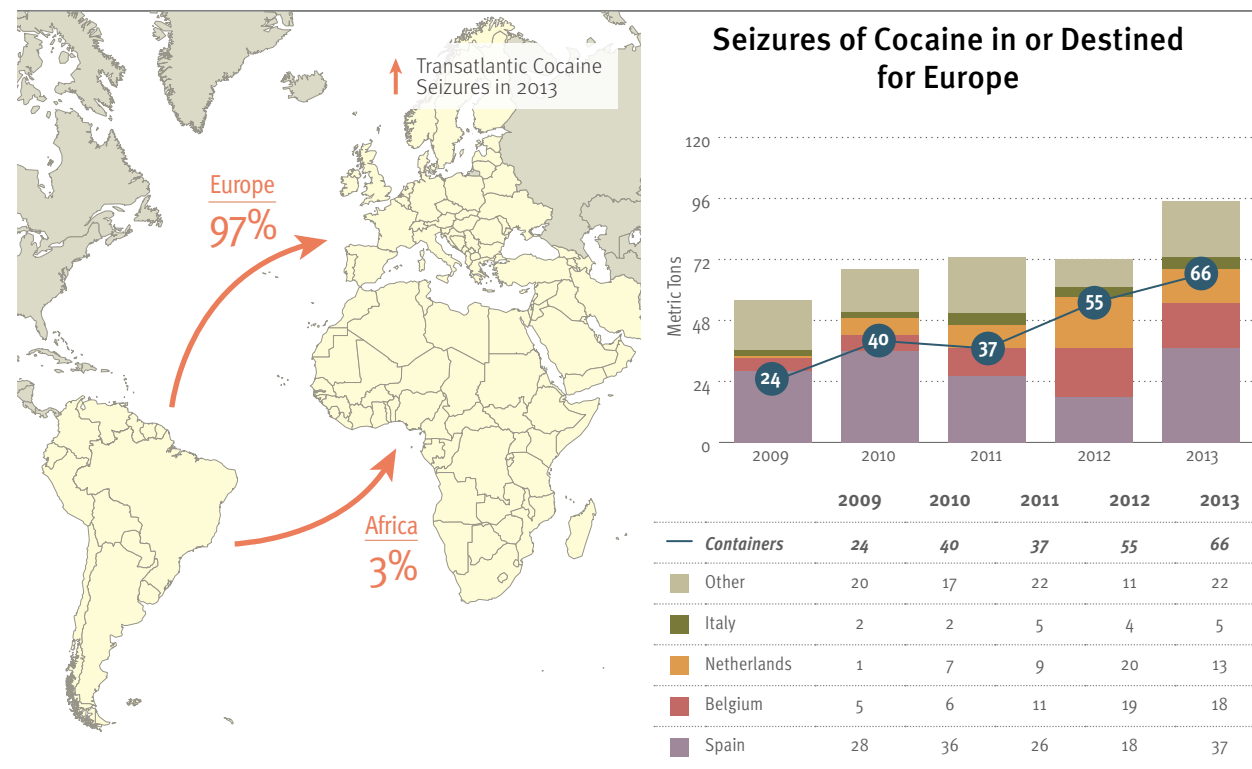 Transatlantic Cocaine
Seizures in 2013
Europe
97%
Africa
3%
Seizures of Cocaine in or Destined
for Europe
Metric Tons
120
96
72
48
24
0
24
40
37
55
66
2009 2010 2011 2012 2013
2009 2010 2011 2012 2013
Containers 24 40 37 55 66
Other 20 17 22 11 22
Italy 2 2 5 4 5
Netherlands 1 7 9 20 13
Belgium 5 6 11 19 18
Spain 28 36 26 18 37